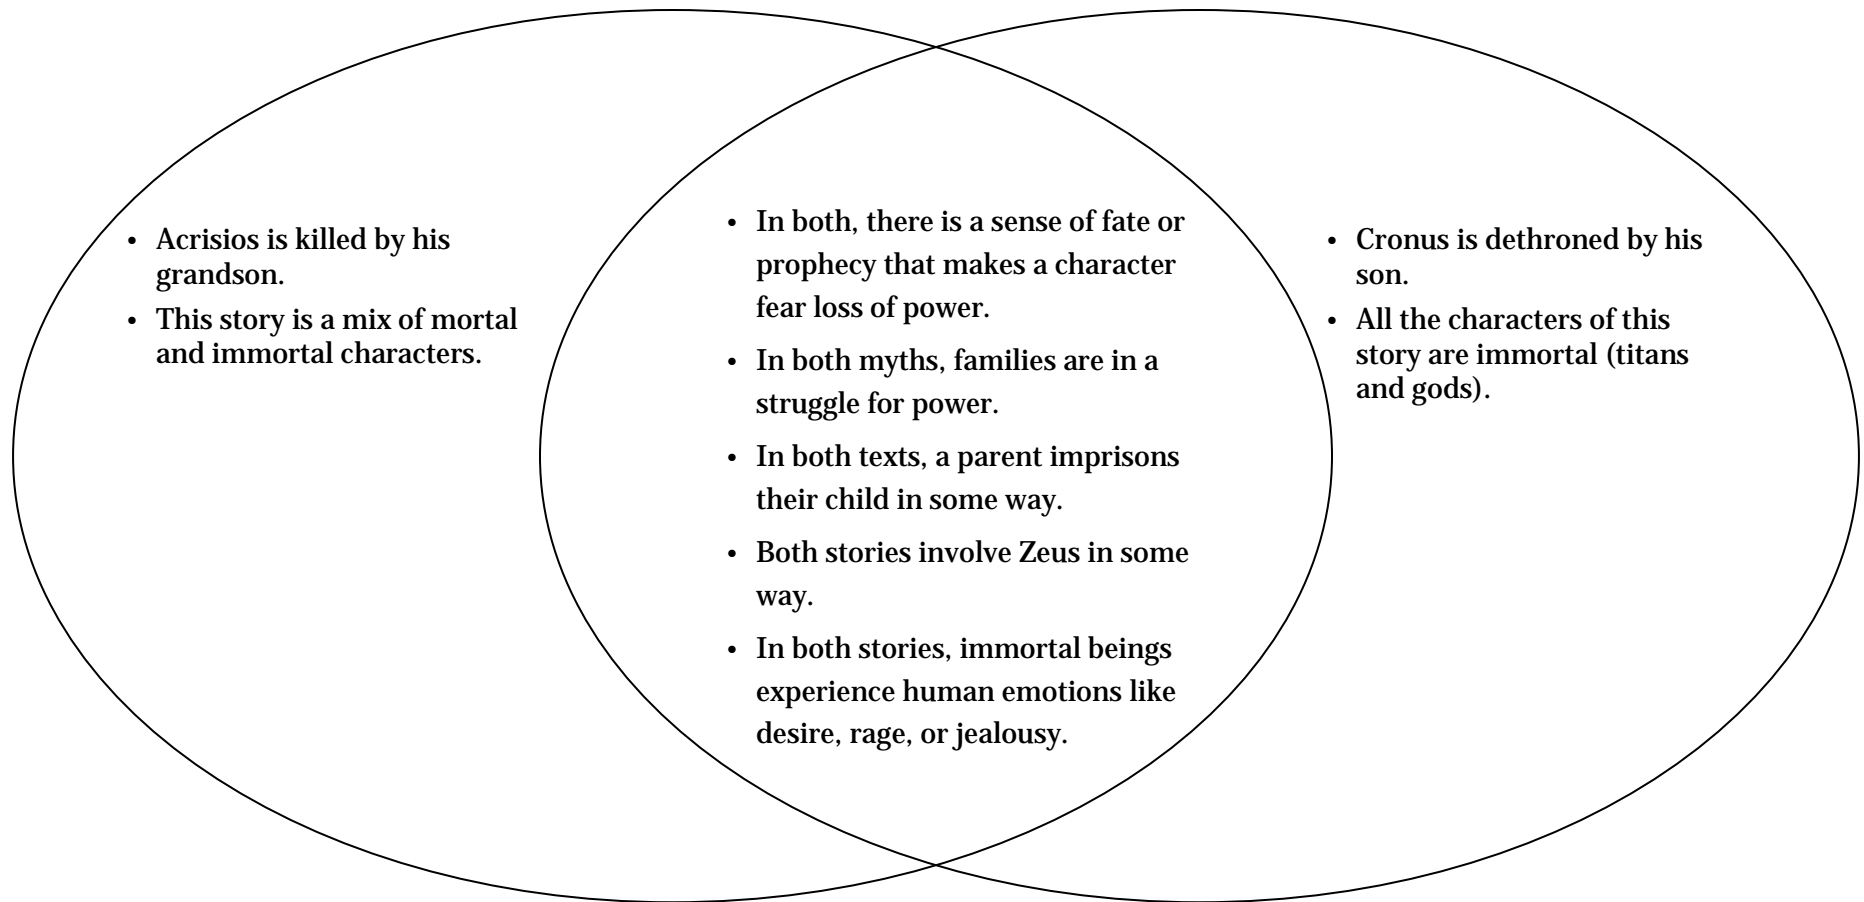 • Acrisios is killed by his
grandson.
• This story is a mix of mortal
and immortal characters.
• In both, there is a sense of fate or
prophecy that makes a character
fear loss of power.
• In both myths, families are in a
struggle for power.
• In both texts, a parent imprisons
their child in some way.
• Both stories involve Zeus in some
way.
• In both stories, immortal beings
experience human emotions like
desire, rage, or jealousy.
• Cronus is dethroned by his
son.
• All the characters of this
story are immortal (titans
and gods).